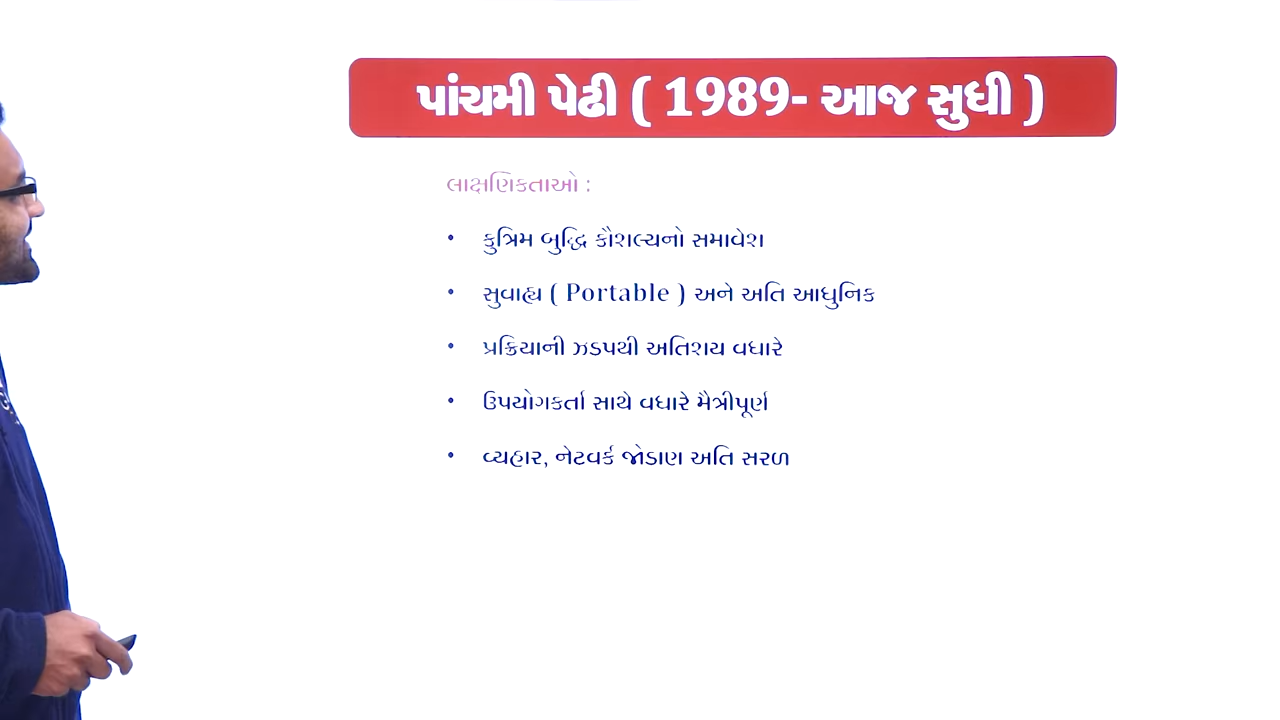 પાંચમી પેઢી ( 1989- આજ સુધી )
લાક્ષણિકતાઓ :
• કુત્રિમ બુદ્ધિ કૌશલ્યનો સમાવેશ
• સુવાહ્ય ( Portable ) અને અતિ આધુનિક
• પ્રક્રિયાની ઝડપથી અતિશય વધારે
• ઉપયોગકર્તા સાથે વધારે મૈત્રીપૂર્ણ
• વ્યહાર, નેટવર્ક જોડાણ અતિ સરળ